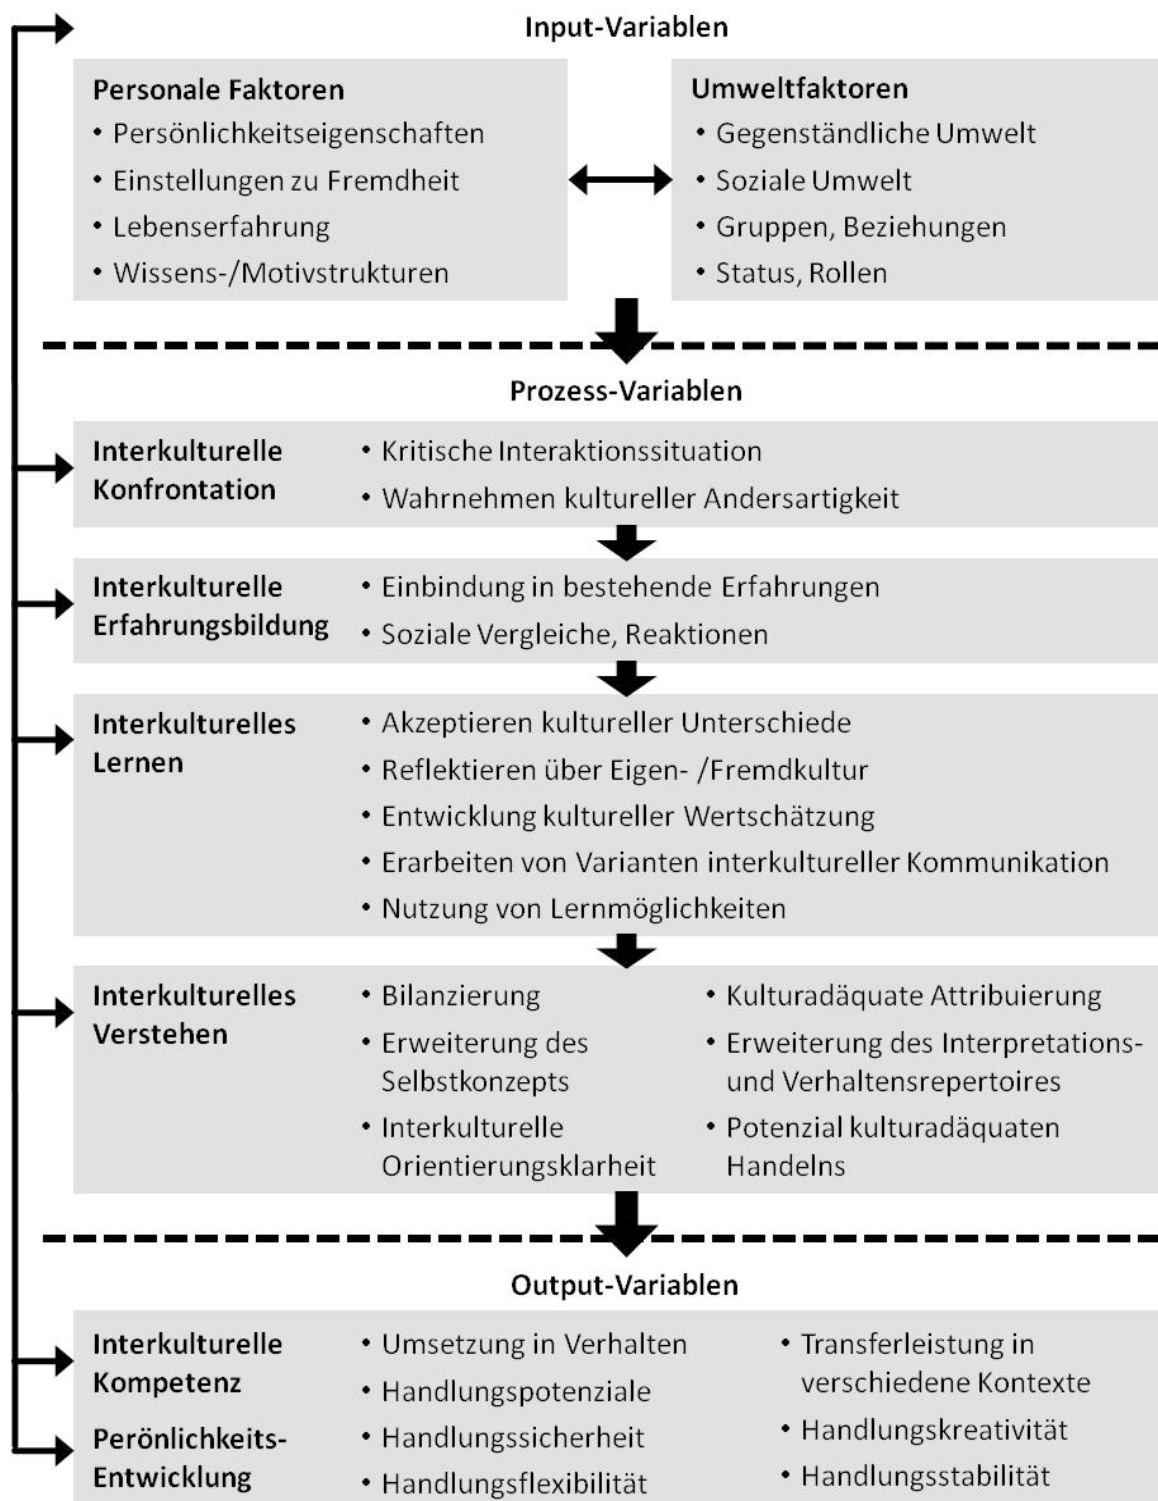 Input-Variablen
Personale Faktoren
• Persönlichkeitseigenschaften
• Einstellungen zu Fremdheit
• Lebenserfahrung
• Wissens-/Motivstrukturen
Umweltfaktoren
• Gegenständliche Umwelt
• Soziale Umwelt
• Gruppen, Beziehungen
• Status, Rollen
Prozess-Variablen
Interkulturelle
Konfrontation
• Kritische Interaktionssituation
• Wahrnehmen kultureller Andersartigkeit
Interkulturelle
Erfahrungsbildung
• Einbindung in bestehende Erfahrungen
• Soziale Vergleiche, Reaktionen
Interkulturelles
Lernen
• Akzeptieren kultureller Unterschiede
• Reflektieren über Eigen- /Fremdkultur
• Entwicklung kultureller Wertschätzung
• Erarbeiten von Varianten interkultureller Kommunikation
• Nutzung von Lernmöglichkeiten
Interkulturelles
Verstehen
• Bilanzierung
• Erweiterung des
Selbstkonzepts
• Interkulturelle
Orientierungsklarheit
• Kulturadäquate Attribuierung
• Erweiterung des Interpretations-
und Verhaltensrepertoires
• Potenzial kulturadäquaten
Handelns
Output-Variablen
Interkulturelle
Kompetenz
Perönlichkeits-
Entwicklung
• Umsetzung in Verhalten
• Handlungspotenziale
• Handlungssicherheit
• Handlungsflexibilität
• Transferleistung in
verschiedene Kontexte
• Handlungskreativität
• Handlungsstabilität